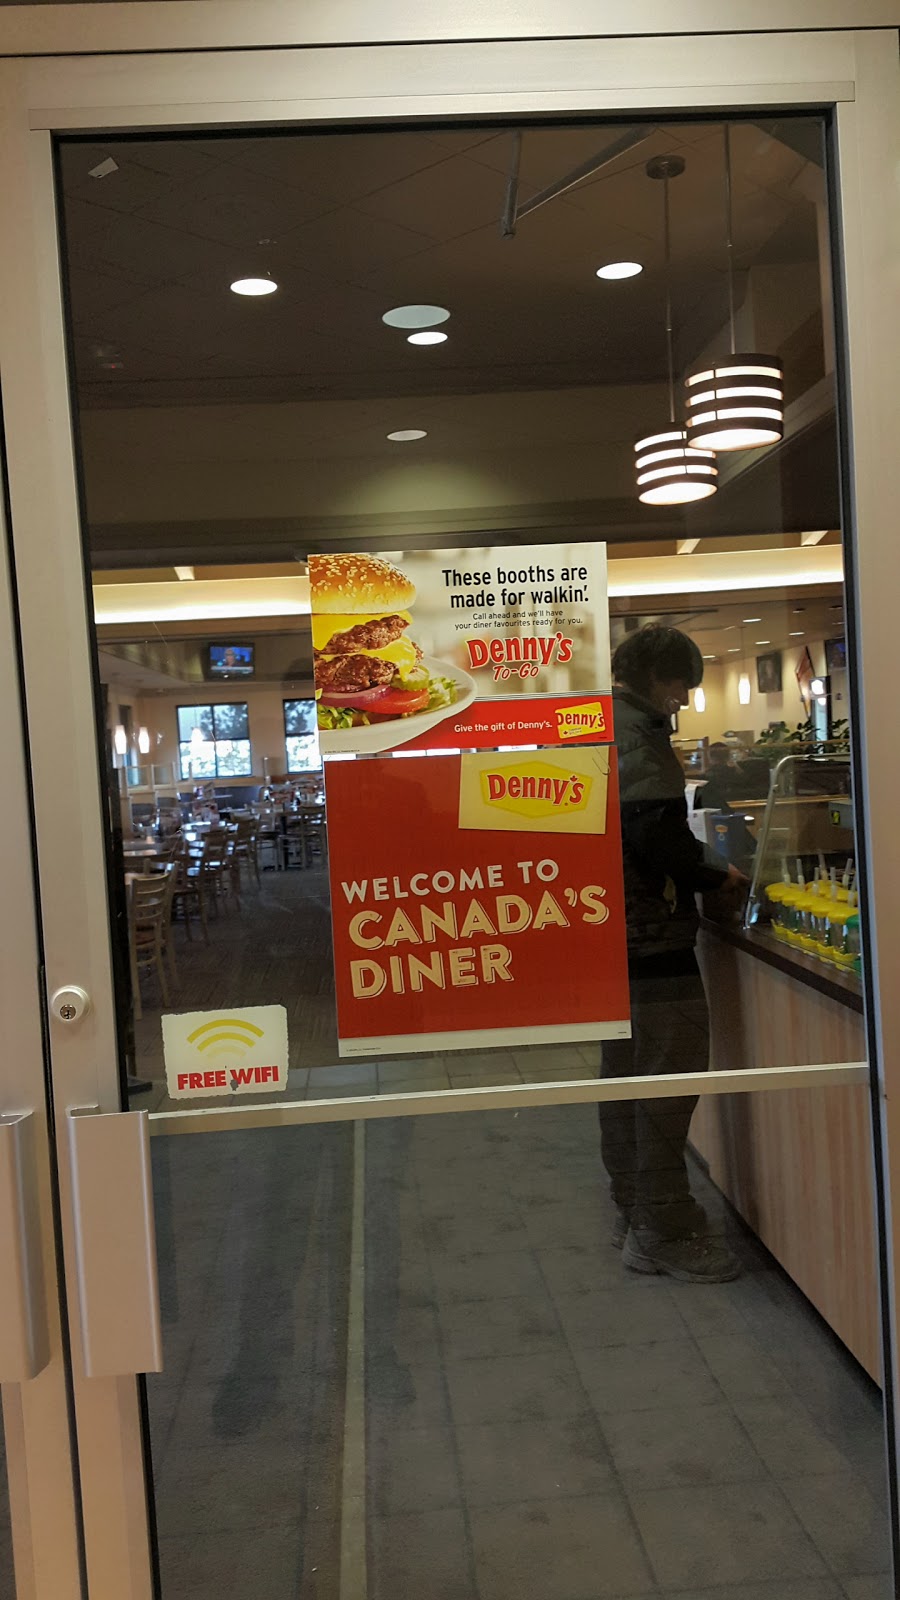 These booths are
made for walkin'.
Call ahead and we'll have
your diner favourites ready for you.
Denny's
To-Go
Give the gift of Denny's.
Denny's
Denny's
WELCOME TO
CANADA'S
DINER
FREE WIFI